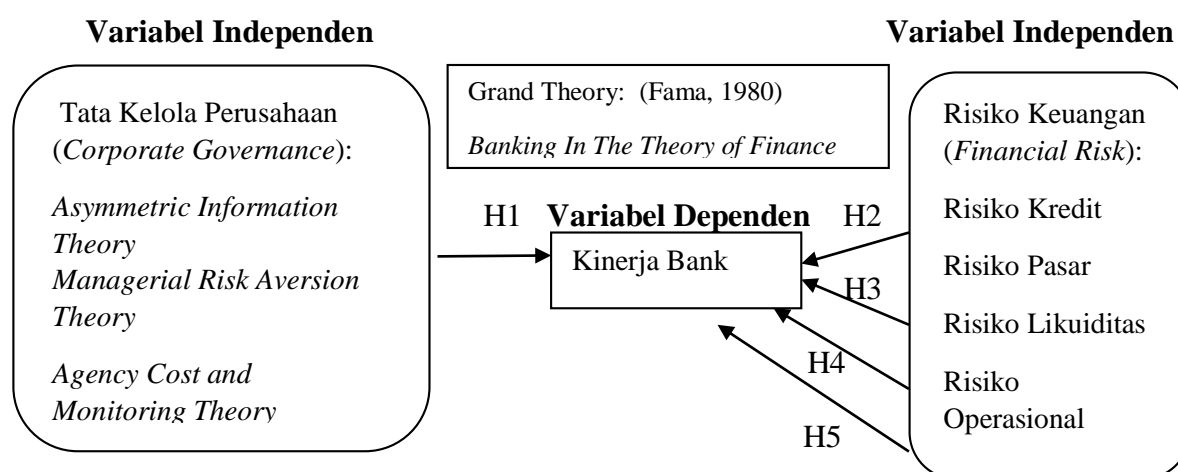 Variabel Independen
Tata Kelola Perusahaan
(Corporate Governance):
Asymmetric Information
Theory
Managerial Risk Aversion
Theory
Agency Cost and
Monitoring Theory
Grand Theory: (Fama, 1980)
Banking In The Theory of Finance
H1
Variabel Dependen
Kinerja Bank
H2
H3
H4
H5
Variabel Independen
Risiko Keuangan
(Financial Risk):
Risiko Kredit
Risiko Pasar
Risiko Likuiditas
Risiko
Operasional